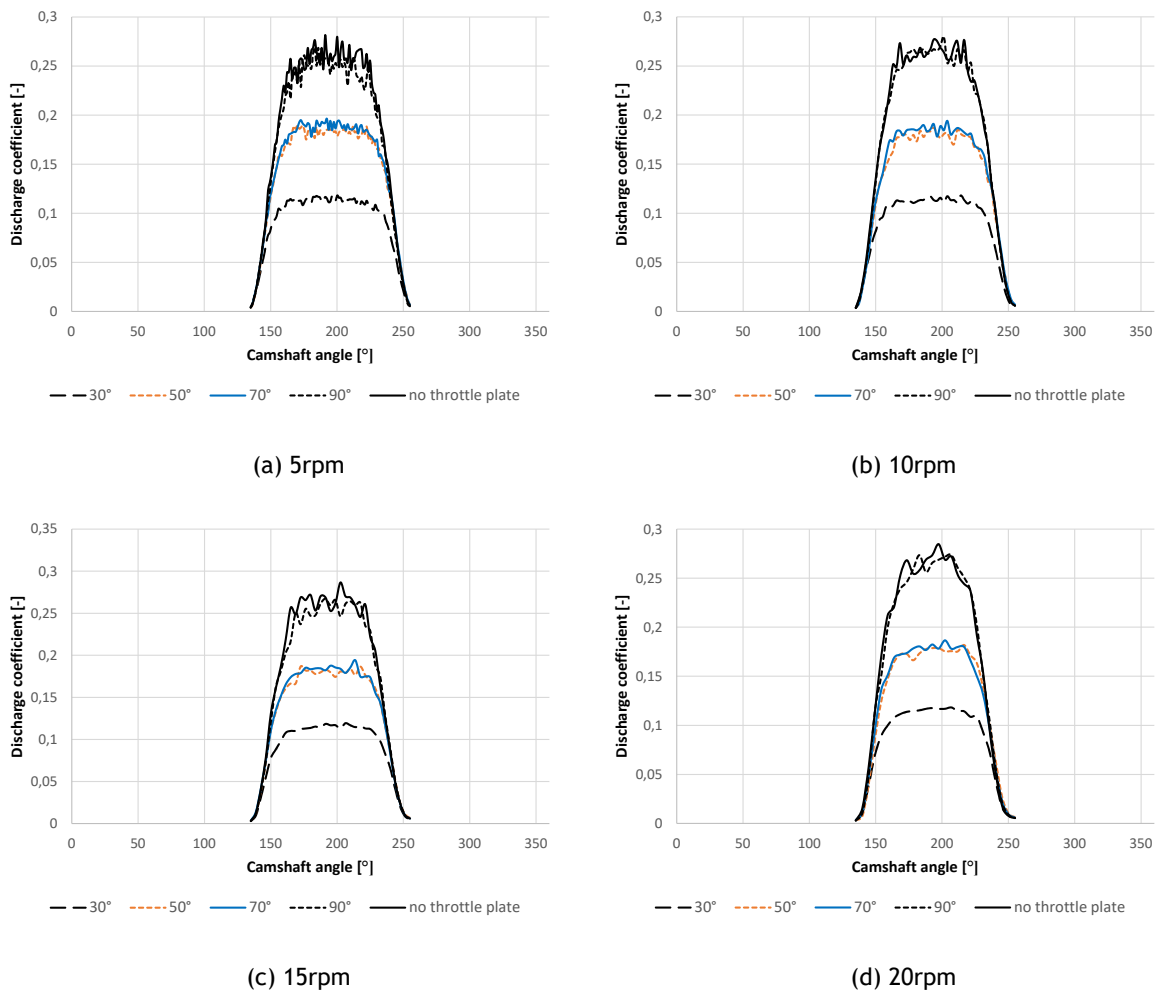 0,3
0,25
0,2
0,15
0,1
0,05
0
0 50 100 150 200 250 300 350
Discharge coefficient [-]
Camshaft angle [°]
30° 50° 70° 90° no throttle plate
(a) 5rpm
0,3
0,25
0,2
0,15
0,1
0,05
0
0 50 100 150 200 250 300 350
Discharge coefficient [-]
Camshaft angle [°]
30° 50° 70° 90° no throttle plate
(b) 10rpm
0,35
0,3
0,25
0,2
0,15
0,1
0,05
0
0 50 100 150 200 250 300 350
Discharge coefficient [-]
Camshaft angle [°]
30° 50° 70° 90° no throttle plate
(c) 15rpm
0,3
0,25
0,2
0,15
0,1
0,05
0
0 50 100 150 200 250 300 350
Discharge coefficient [-]
Camshaft angle [°]
30° 50° 70° 90° no throttle plate
(d) 20rpm